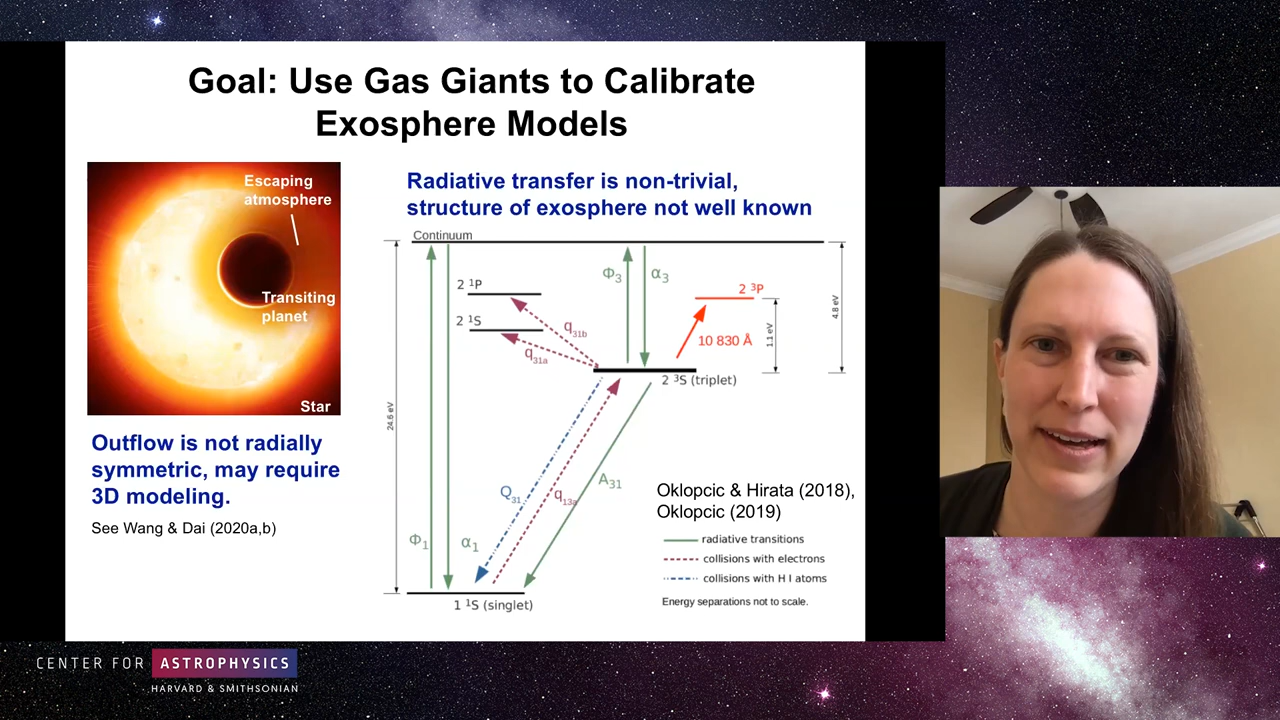 Goal: Use Gas Giants to Calibrate
Exosphere Models
Escaping
atmosphere
Transiting
planet
Star
Outflow is not radially
symmetric, may require
3D modeling.
See Wang & Dai (2020a,b)
Radiative transfer is non-trivial,
structure of exosphere not well known
Continuum
2 ¹P
2 ¹S
q31b
q31a
Φ3
α3
2 ³P
10 830 Å
1.1 eV
4.8 eV
2 ³S (triplet)
24.6 eV
Q31
q13a
A31
Φ1
α1
1 ¹S (singlet)
Oklopcic & Hirata (2018),
Oklopcic (2019)
radiative transitions
collisions with electrons
collisions with H I atoms
Energy separations not to scale.
CENTER FOR ASTROPHYSICS
HARVARD & SMITHSONIAN